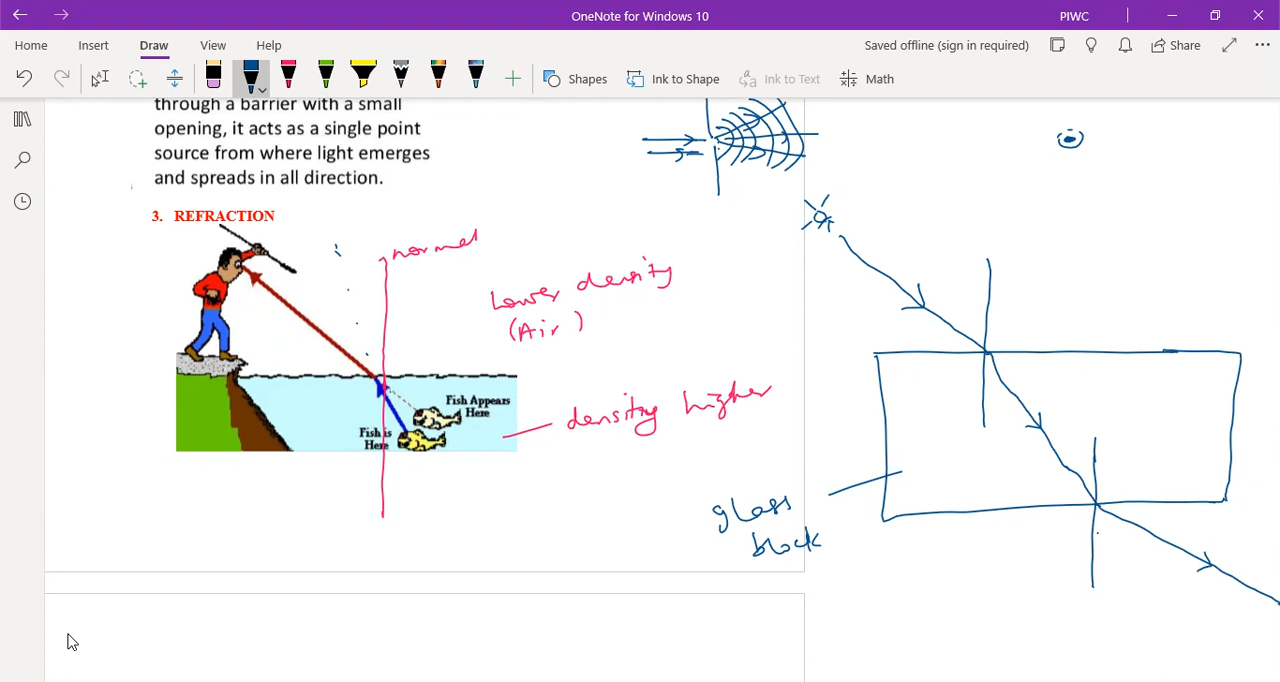 OneNote for Windows 10
PIWC
Home
Insert
Draw
View
Help
Saved offline (sign in required)
Share
Shapes
Ink to Shape
Ink to Text
Math
through a barrier with a small
opening, it acts as a single point
source from where light emerges
and spreads in all direction.
3. REFRACTION
normal
Lower density
(Air)
Fish Appears
Here
Fish is
Here
density higher
glass
block